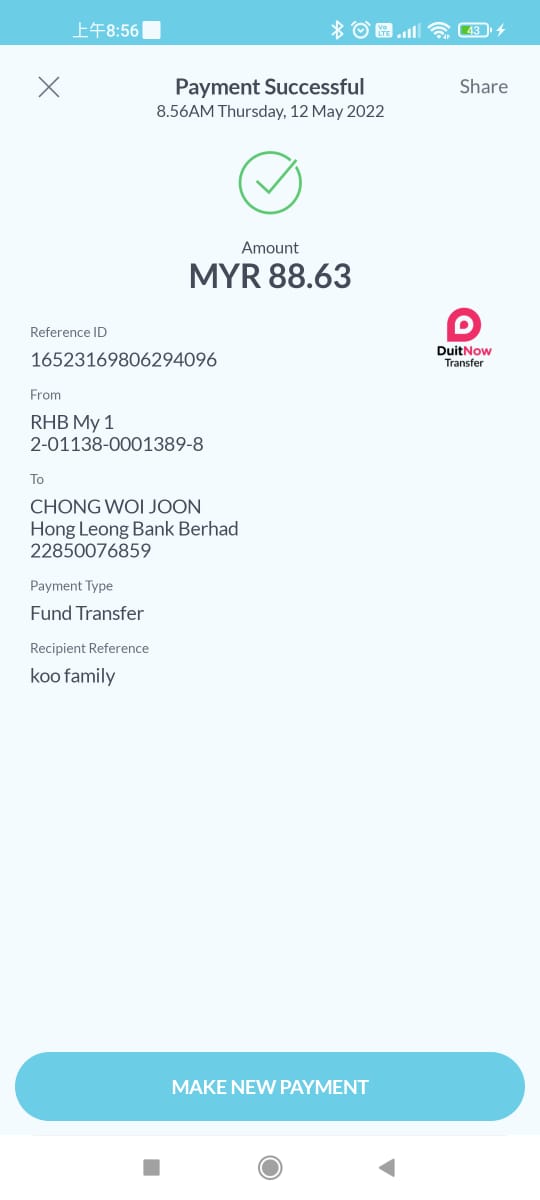 上午8:56
Vo
LTE
43
Payment Successful
Share
8.56AM Thursday, 12 May 2022
Amount
MYR 88.63
Reference ID
16523169806294096
DuitNow
Transfer
From
RHB My 1
2-01138-0001389-8
To
CHONG WOI JOON
Hong Leong Bank Berhad
22850076859
Payment Type
Fund Transfer
Recipient Reference
koo family
MAKE NEW PAYMENT